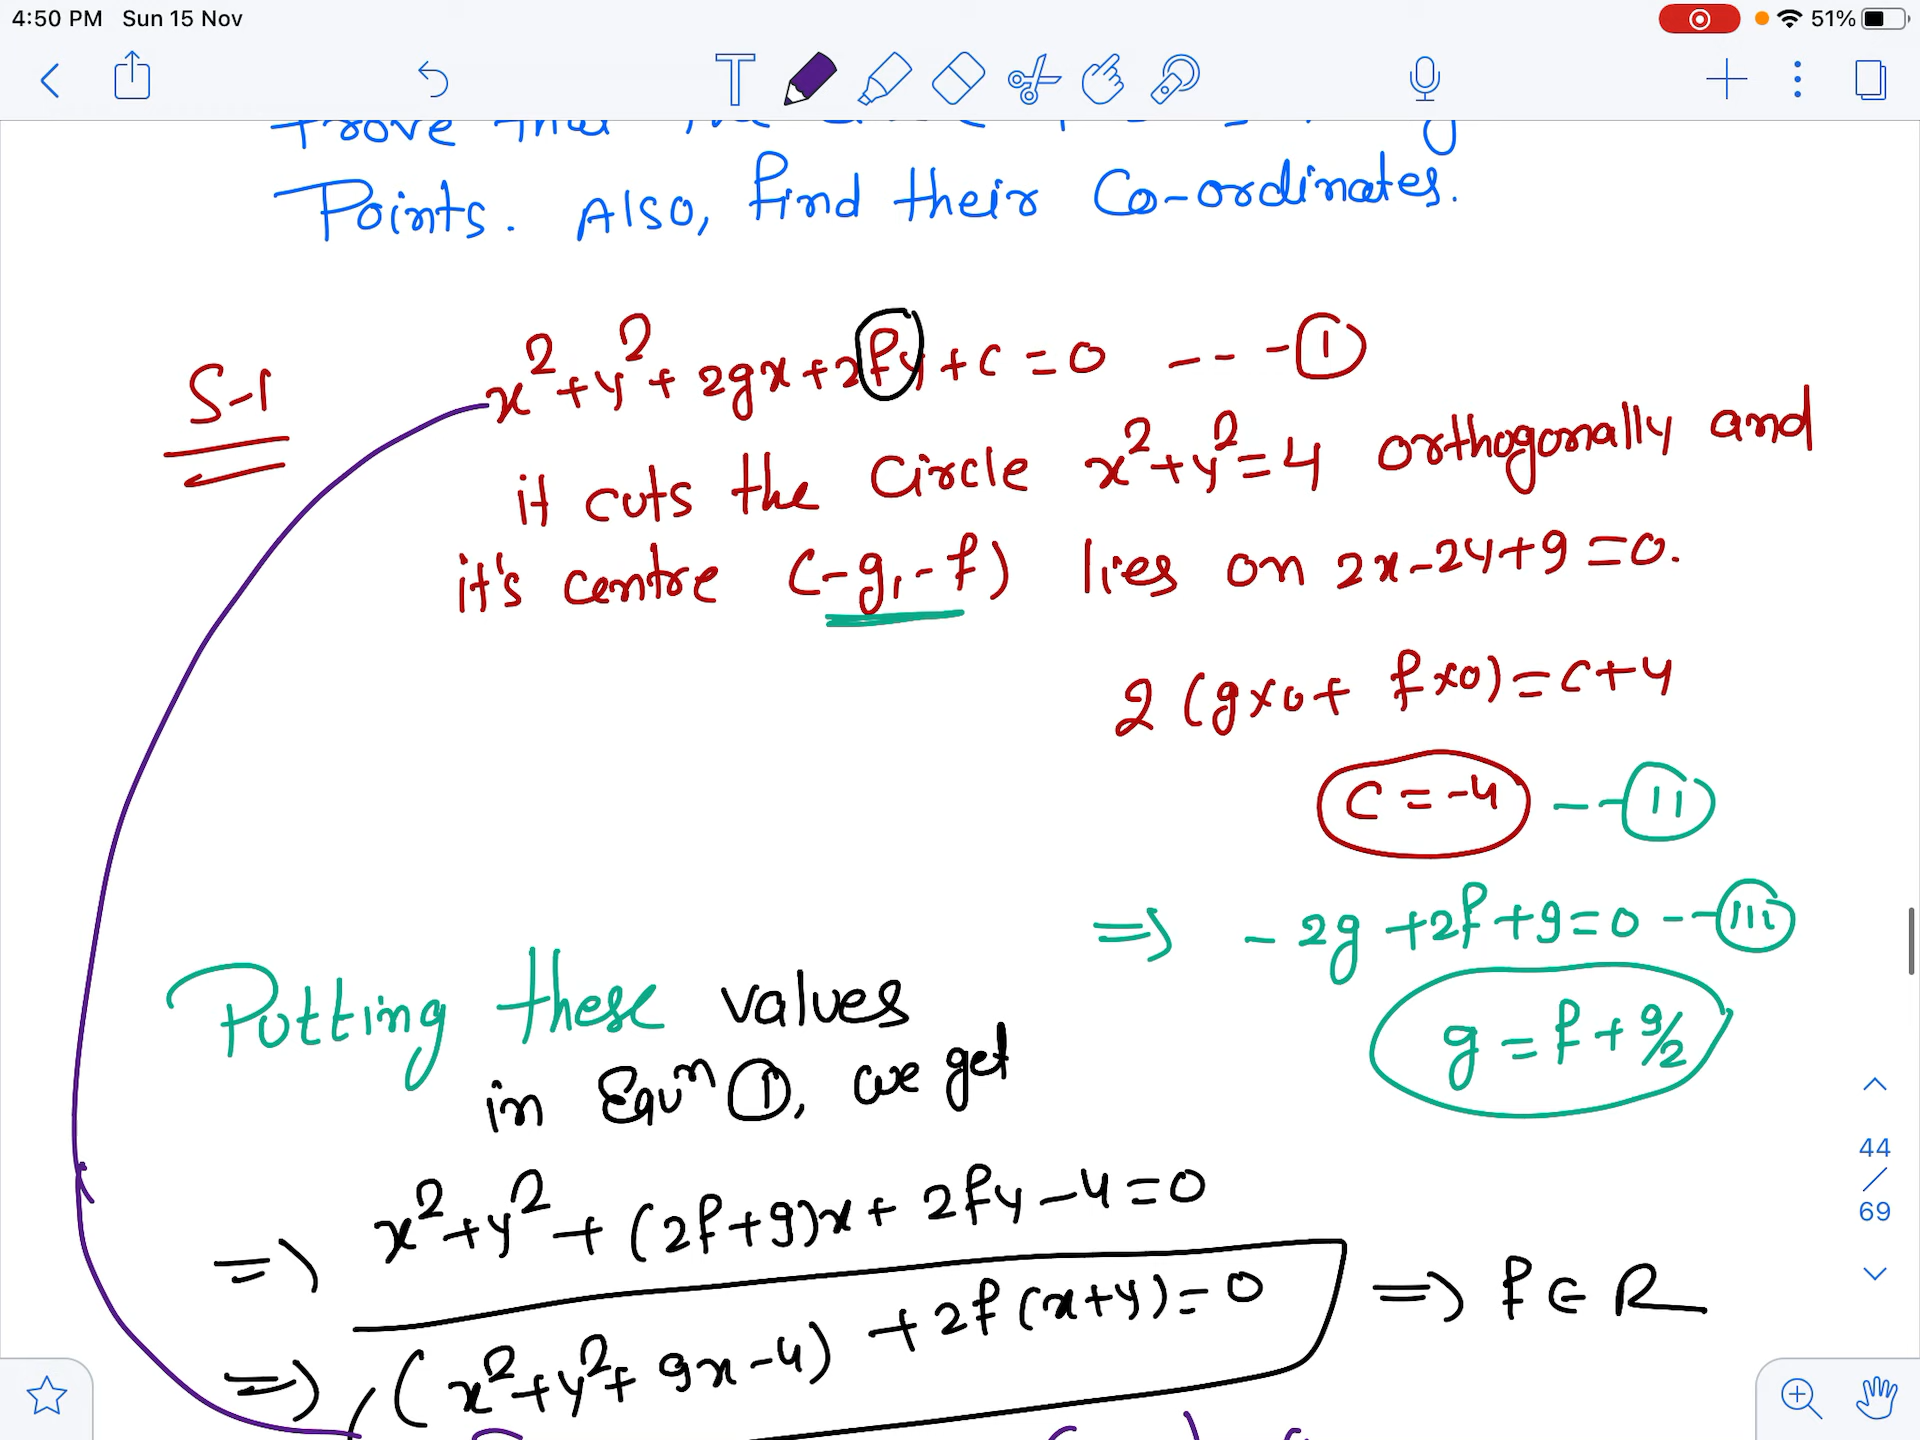 4:50 PM Sun 15 Nov
51%
Prove that
Points. Also, find their Co-ordinates.
S-1
x²+y²+2gx+2fy+c=0 --- ①
it cuts the Circle x²+y²=4 orthogonally and
it's centre (-g,-f) lies on 2x-2y+9=0.
2(g×0+f×0)=c+4
c=-4 --(ii)
=> -2g+2f+9=0--(iii)
g=f+9/2
Putting these values
in Equⁿ ①, we get
=> x²+y²+(2f+9)x+2fy-4=0
=> (x²+y²+9x-4)+2f(x+y)=0 => f∈R
44
/
69